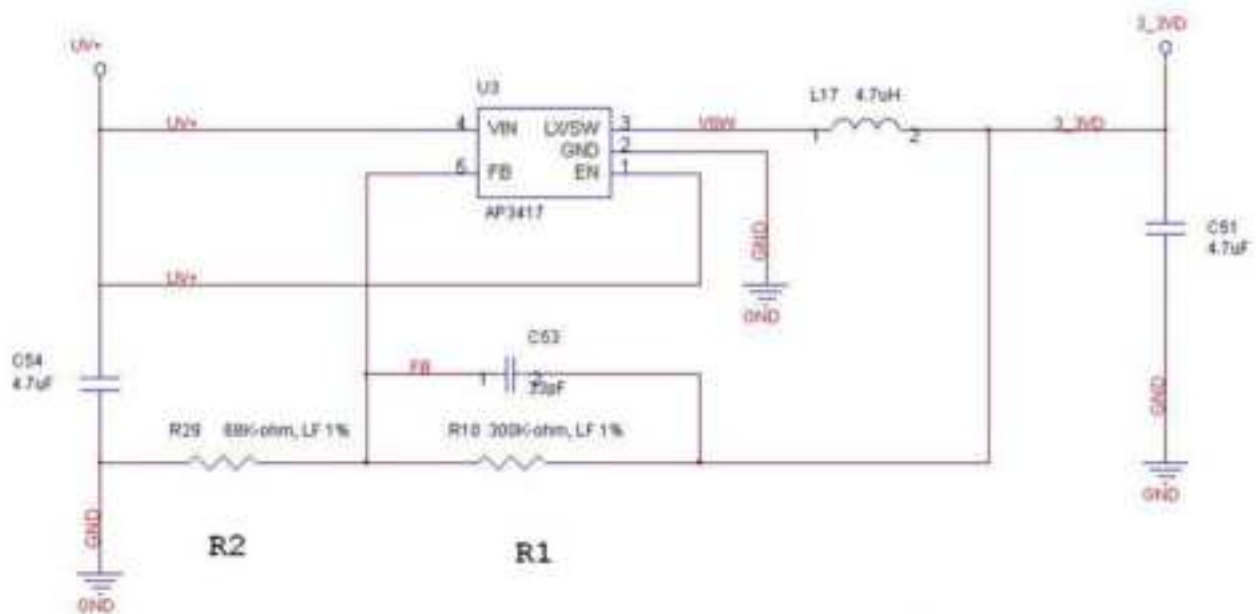 UV+
3_3VD
U3
L17 4.7uH
UV+
4
VIN
LX/SW
3
VSW
1
2
3_3VD
GND
2
5
FB
EN
1
AP3417
GND
C51
4.7uF
UV+
GND
C53
C54
4.7uF
FB
1
2
GND
R29 68K-ohm, LF 1%
R18 300K-ohm, LF 1%
GND
GND
R2
R1
GND